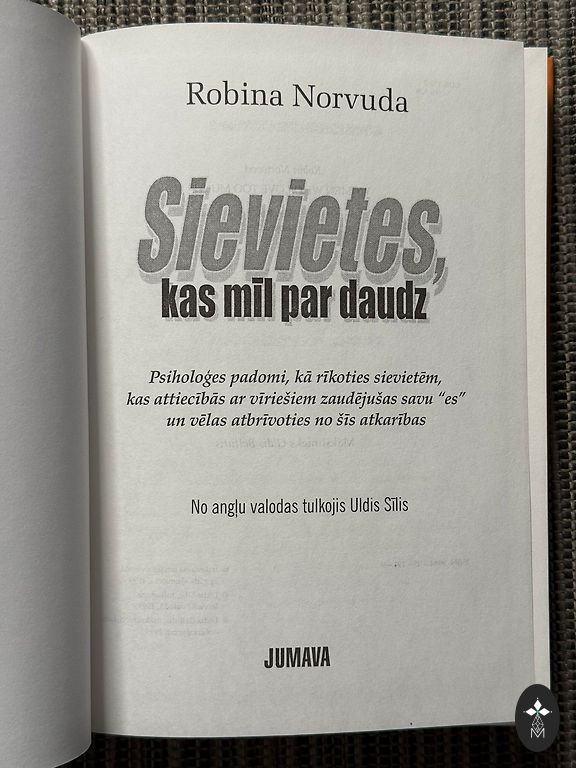 Robina Norvuda
Sievietes,
kas mīl par daudz
Psiholoģes padomi, kā rīkoties sievietēm,
kas attiecībās ar vīriešiem zaudējušas savu “es”
un vēlas atbrīvoties no šīs atkarības
No angļu valodas tulkojis Uldis Sīlis
JUMAVA